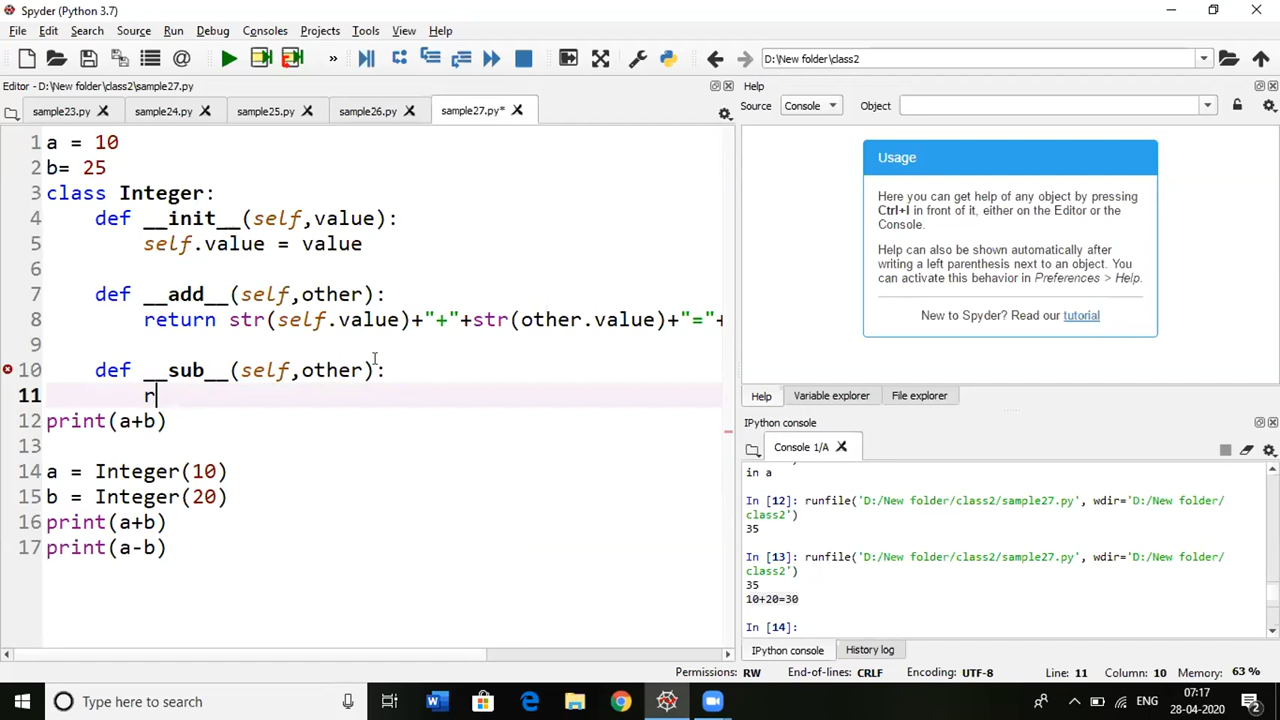 Spyder (Python 3.7)
File Edit Search Source Run Debug Consoles Projects Tools View Help
D:\New folder\class2
Editor - D:\New folder\class2\sample27.py
sample23.py sample24.py sample25.py sample26.py sample27.py*
1 a = 10
2 b= 25
3 class Integer:
4 def __init__(self,value):
5 self.value = value
6
7 def __add__(self,other):
8 return str(self.value)+"+"+str(other.value)+"="+
9
10 def __sub__(self,other):
11 r
12 print(a+b)
13
14 a = Integer(10)
15 b = Integer(20)
16 print(a+b)
17 print(a-b)
Help
Source Console Object
Usage
Here you can get help of any object by pressing
Ctrl+I in front of it, either on the Editor or the
Console.
Help can also be shown automatically after
writing a left parenthesis next to an object. You
can activate this behavior in Preferences > Help.
New to Spyder? Read our tutorial
Help Variable explorer File explorer
IPython console
Console 1/A
in a
In [12]: runfile('D:/New folder/class2/sample27.py', wdir='D:/New folder/
class2')
35
In [13]: runfile('D:/New folder/class2/sample27.py', wdir='D:/New folder/
class2')
35
10+20=30
In [14]:
IPython console History log
Permissions: RW End-of-lines: CRLF Encoding: UTF-8 Line: 11 Column: 10 Memory: 63 %
Type here to search
ENG
07:17
28-04-2020
2